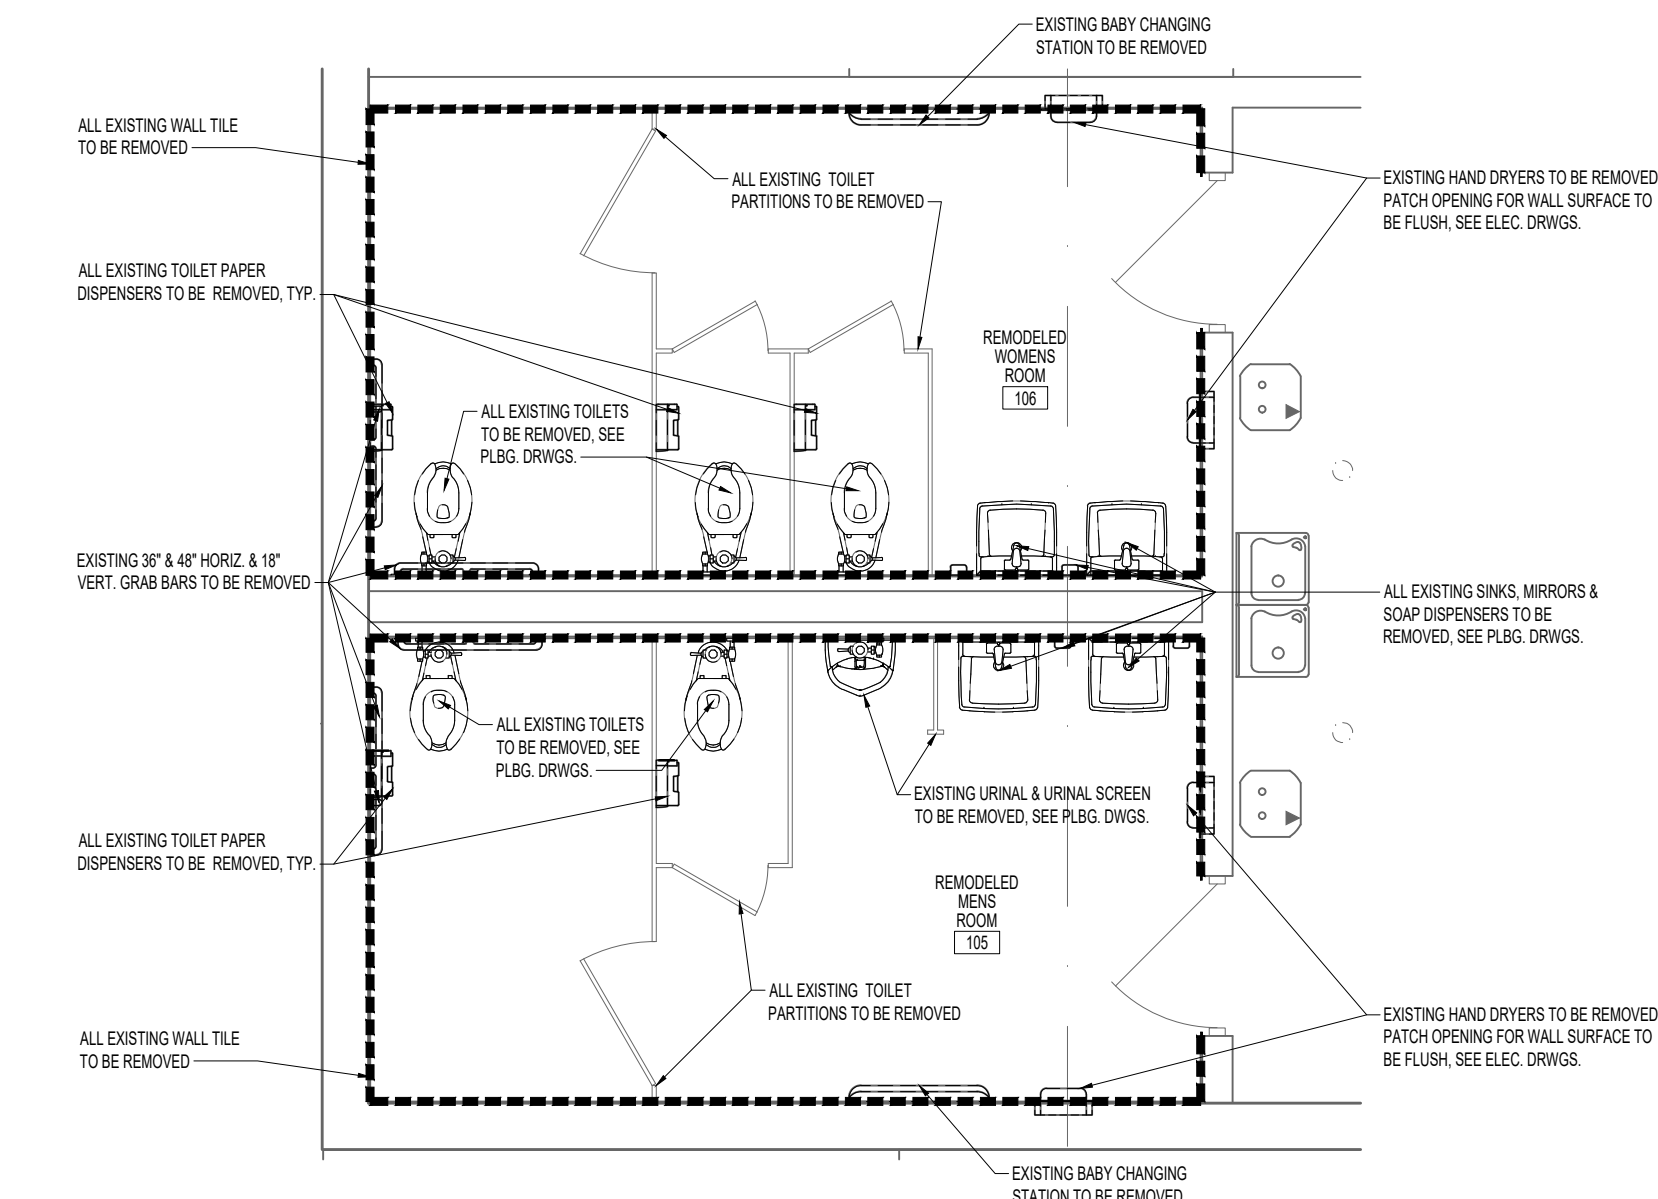 EXISTING BABY CHANGING
STATION TO BE REMOVED
ALL EXISTING WALL TILE
TO BE REMOVED
ALL EXISTING TOILET
PARTITIONS TO BE REMOVED
EXISTING HAND DRYERS TO BE REMOVED
PATCH OPENING FOR WALL SURFACE TO
BE FLUSH, SEE ELEC. DRWGS.
ALL EXISTING TOILET PAPER
DISPENSERS TO BE REMOVED, TYP.
REMODELED
WOMENS
ROOM
106
ALL EXISTING TOILETS
TO BE REMOVED, SEE
PLBG. DRWGS.
EXISTING 36" & 48" HORIZ. & 18"
VERT. GRAB BARS TO BE REMOVED
ALL EXISTING SINKS, MIRRORS &
SOAP DISPENSERS TO BE
REMOVED, SEE PLBG. DRWGS.
ALL EXISTING TOILETS
TO BE REMOVED, SEE
PLBG. DRWGS.
EXISTING URINAL & URINAL SCREEN
TO BE REMOVED, SEE PLBG. DWGS.
ALL EXISTING TOILET PAPER
DISPENSERS TO BE REMOVED, TYP.
REMODELED
MENS
ROOM
105
ALL EXISTING TOILET
PARTITIONS TO BE REMOVED
EXISTING HAND DRYERS TO BE REMOVED
PATCH OPENING FOR WALL SURFACE TO
BE FLUSH, SEE ELEC. DRWGS.
ALL EXISTING WALL TILE
TO BE REMOVED
EXISTING BABY CHANGING
STATION TO BE REMOVED